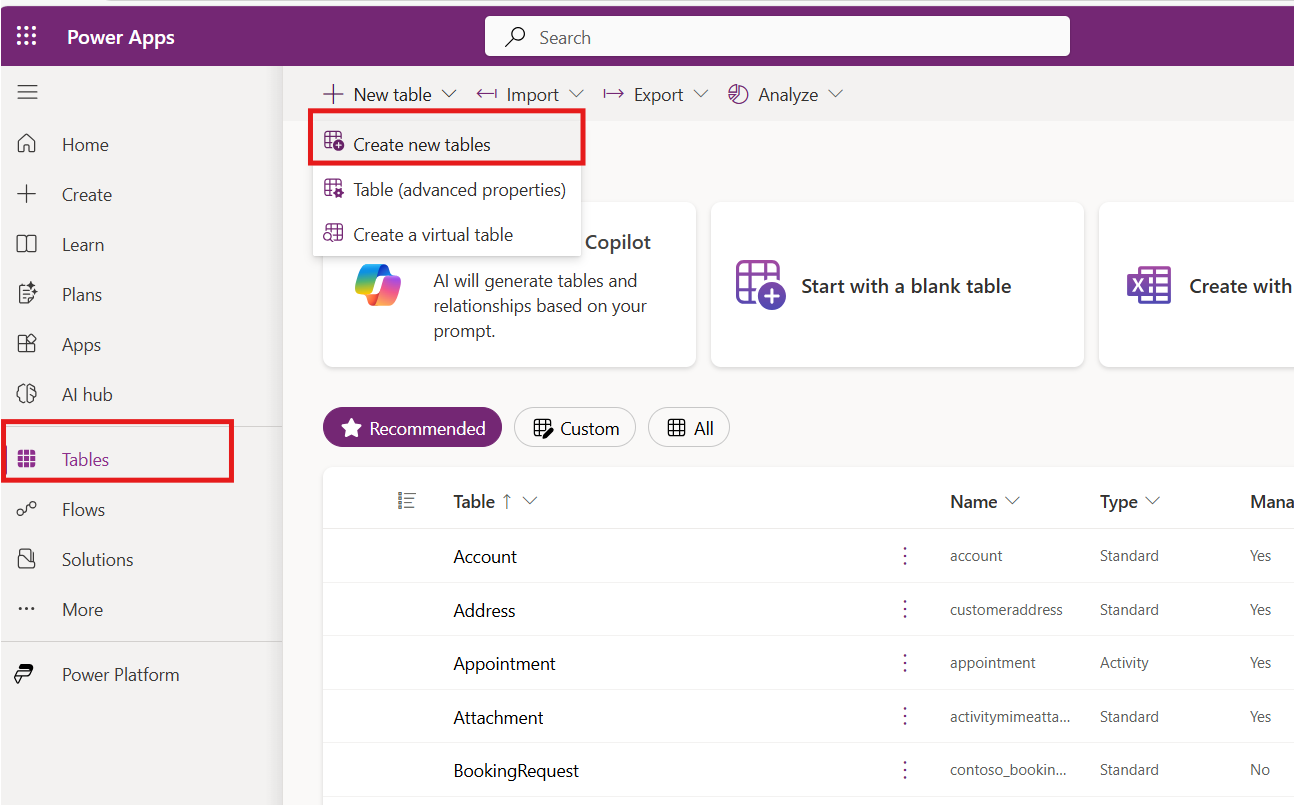 Power Apps
Search
New table
Import
Export
Analyze
Home
Create
Learn
Plans
Apps
AI hub
Tables
Flows
Solutions
More
Power Platform
Create new tables
Table (advanced properties)
Create a virtual table
Copilot
AI will generate tables and
relationships based on your
prompt.
Start with a blank table
Create with
Recommended
Custom
All
Table ↑ Name Type Mana
Account account Standard Yes
Address customeraddress Standard Yes
Appointment appointment Activity Yes
Attachment activitymimeatta... Standard Yes
BookingRequest contoso_bookin... Standard No